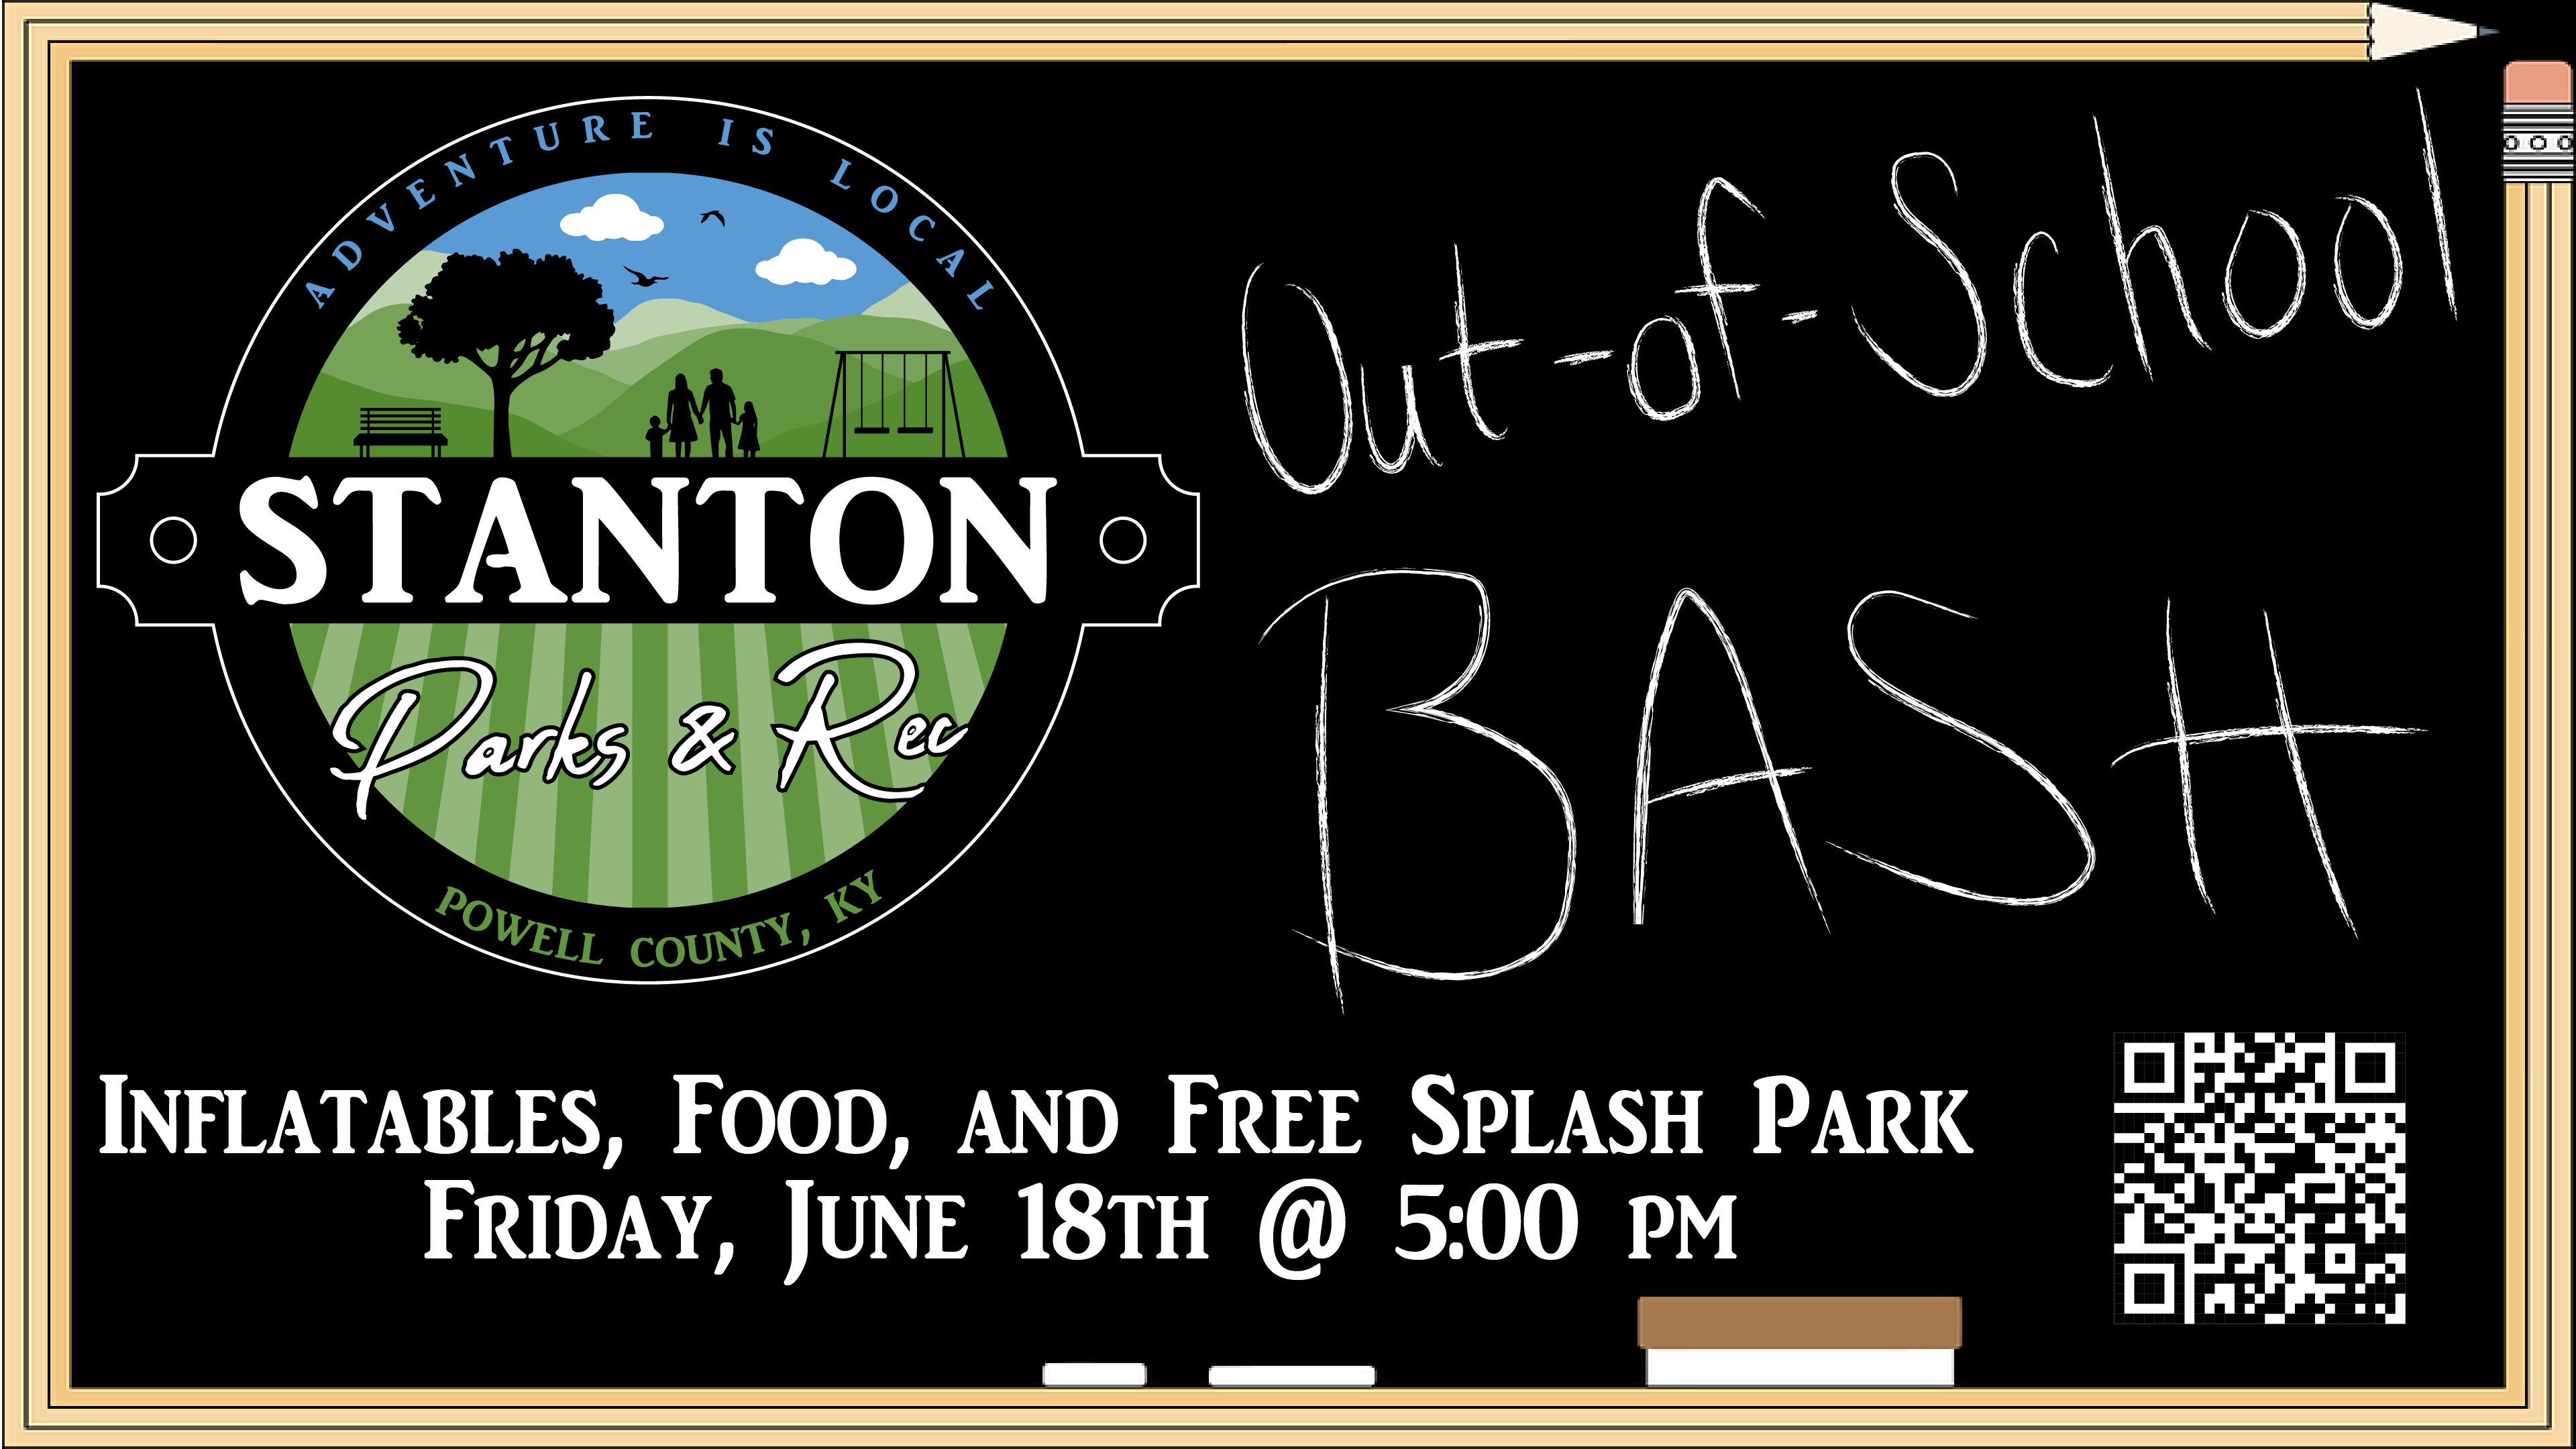 ADVENTURE IS LOCAL
STANTON
Parks & Rec
POWELL COUNTY, KY
Out-of-School
BASH
Inflatables, Food, and Free Splash Park
Friday, June 18th @ 5:00 pm